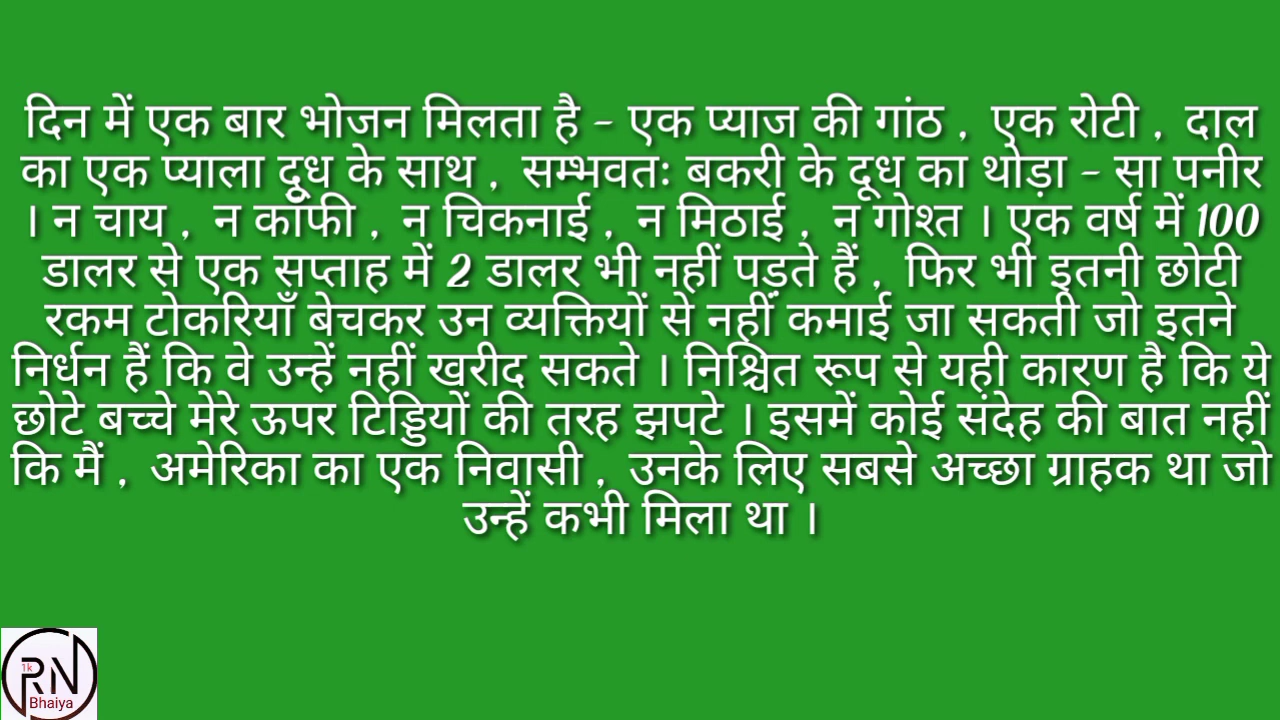 दिन में एक बार भोजन मिलता है - एक प्याज की गांठ , एक रोटी , दाल
का एक प्याला दूध के साथ , सम्भवतः बकरी के दूध का थोड़ा - सा पनीर
। न चाय , न कॉफी , न चिकनाई , न मिठाई , न गोश्त । एक वर्ष में 100
डालर से एक सप्ताह में 2 डालर भी नहीं पड़ते हैं , फिर भी इतनी छोटी
रकम टोकरियाँ बेचकर उन व्यक्तियों से नहीं कमाई जा सकती जो इतने
निर्धन हैं कि वे उन्हें नहीं खरीद सकते । निश्चित रूप से यही कारण है कि ये
छोटे बच्चे मेरे ऊपर टिड्डियों की तरह झपटे । इसमें कोई संदेह की बात नहीं
कि मैं , अमेरिका का एक निवासी , उनके लिए सबसे अच्छा ग्राहक था जो
उन्हें कभी मिला था ।
1k
RN
Bhaiya